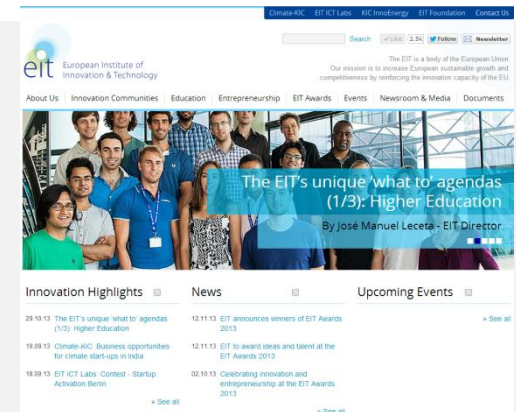 Climate-KIC EIT ICT Labs KIC InnoEnergy EIT Foundation Contact Us
Search Like 2.5k Follow Newsletter
eit European Institute of
Innovation & Technology
The EIT is a body of the European Union
Our mission is to increase European sustainable growth and
competitiveness by reinforcing the innovation capacity of the EU.
About Us Innovation Communities Education Entrepreneurship EIT Awards Events Newsroom & Media Documents
The EIT's unique 'what to' agendas
(1/3): Higher Education
By José Manuel Leceta - EIT Director
Innovation Highlights
29.10.13 The EIT's unique 'what to' agendas
(1/3): Higher Education
19.09.13 Climate-KIC: Business opportunities
for climate start-ups in India
18.09.13 EIT ICT Labs: Contest - Startup
Activation Berlin
» See all
News
12.11.13 EIT announces winners of EIT Awards
2013
12.11.13 EIT to award ideas and talent at the
EIT Awards 2013
02.10.13 Celebrating innovation and
entrepreneurship at the EIT Awards
2013
» See all
Upcoming Events
» See all